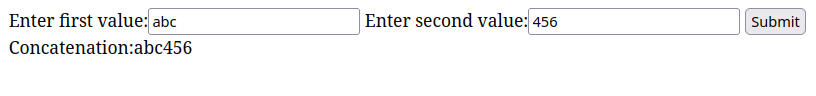 Enter first value:abc Enter second value:456 Submit
Concatenation:abc456